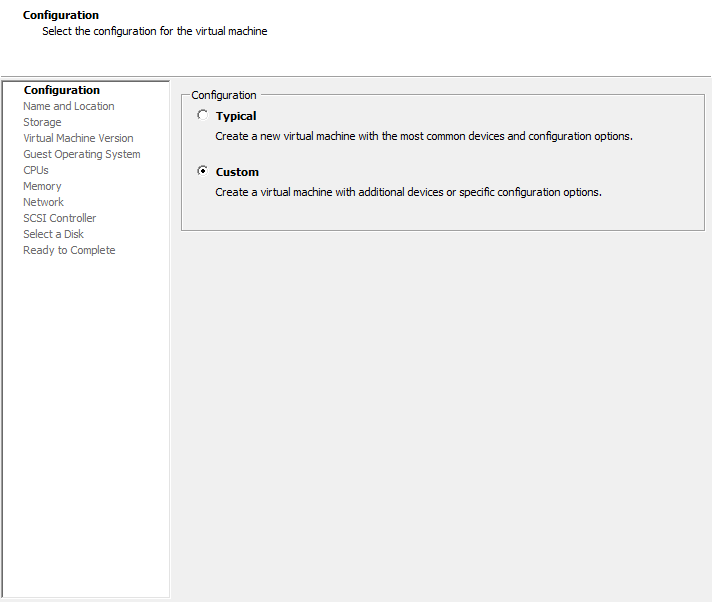 Configuration
Select the configuration for the virtual machine
Configuration
Name and Location
Storage
Virtual Machine Version
Guest Operating System
CPUs
Memory
Network
SCSI Controller
Select a Disk
Ready to Complete
Configuration
Typical
Create a new virtual machine with the most common devices and configuration options.
Custom
Create a virtual machine with additional devices or specific configuration options.